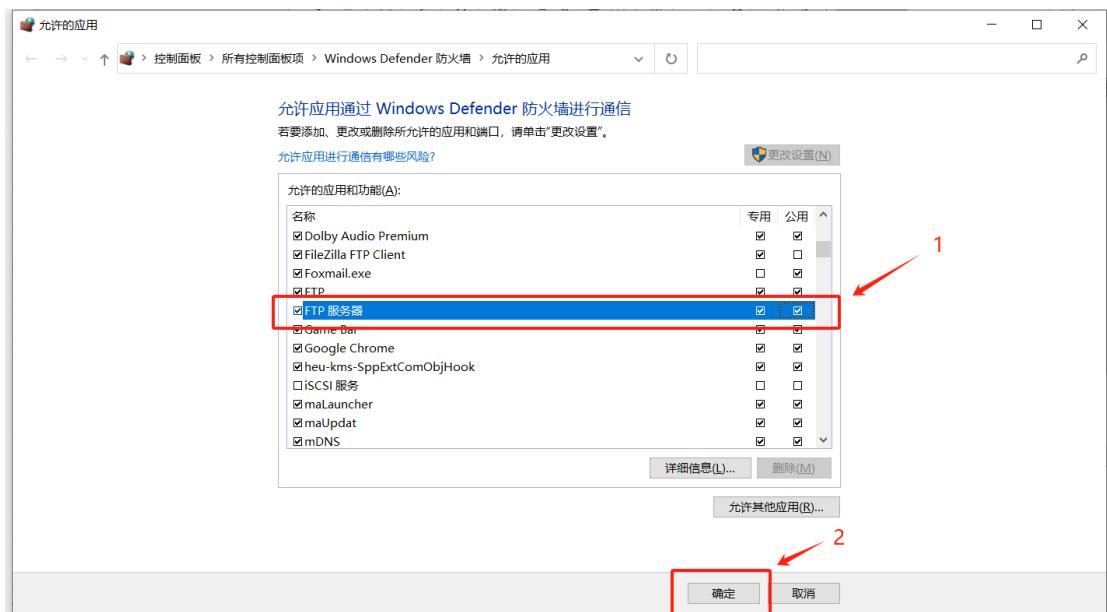 允许的应用
控制面板 › 所有控制面板项 › Windows Defender 防火墙 › 允许的应用
允许应用通过 Windows Defender 防火墙进行通信
若要添加、更改或删除所允许的应用和端口，请单击"更改设置"。
允许应用进行通信有哪些风险?
更改设置(N)
允许的应用和功能(A):
名称 专用 公用
Dolby Audio Premium
FileZilla FTP Client
1
Foxmail.exe
FTP
FTP 服务器
Game Bar
Google Chrome
heu-kms-SppExtComObjHook
iSCSI 服务
maLauncher
maUpdat
mDNS
详细信息(L)... 删除(M)
允许其他应用(R)...
2
确定 取消